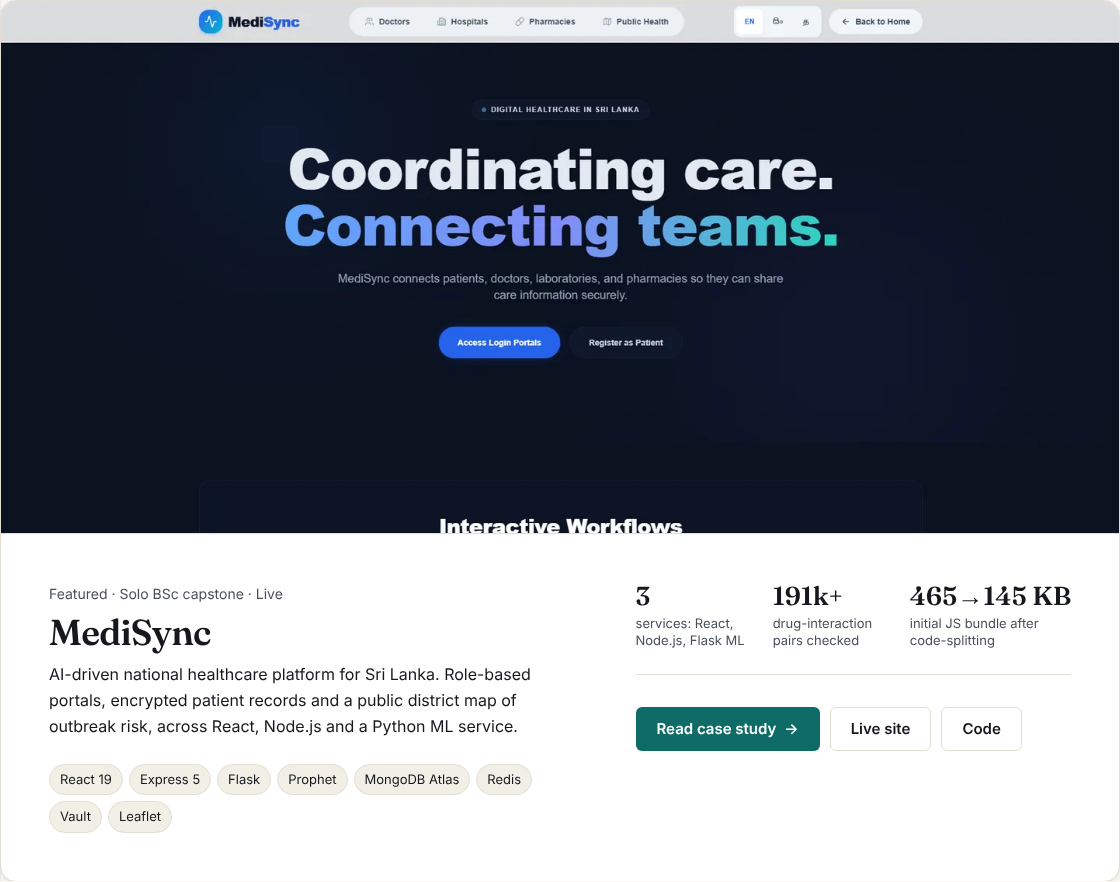 MediSync
Doctors
Hospitals
Pharmacies
Public Health
EN
Back to Home
DIGITAL HEALTHCARE IN SRI LANKA
Coordinating care.
Connecting teams.
MediSync connects patients, doctors, laboratories, and pharmacies so they can share
care information securely.
Access Login Portals
Register as Patient
Interactive Workflows
Featured · Solo BSc capstone · Live
MediSync
AI-driven national healthcare platform for Sri Lanka. Role-based
portals, encrypted patient records and a public district map of
outbreak risk, across React, Node.js and a Python ML service.
React 19
Express 5
Flask
Prophet
MongoDB Atlas
Redis
Vault
Leaflet
3
services: React,
Node.js, Flask ML
191k+
drug-interaction
pairs checked
465→145 KB
initial JS bundle after
code-splitting
Read case study →
Live site
Code